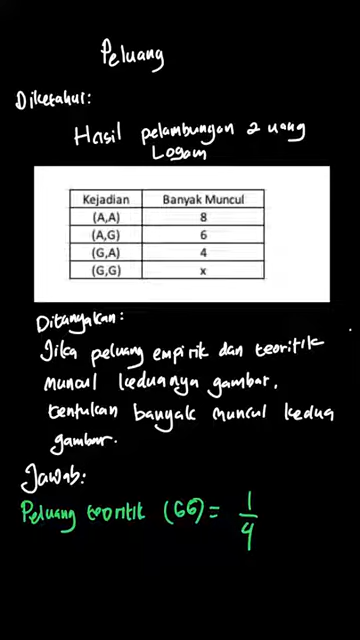 Peluang
Diketahui:
Hasil pelambungan 2 uang
Logam
Kejadian Banyak Muncul
(A,A) 8
(A,G) 6
(G,A) 4
(G,G) x
Ditanyakan:
Jika peluang empirik dan teoritik
muncul keduanya gambar,
tentukan banyak muncul kedua
gambar.
Jawab:
Peluang teoritik (GG) = 1/4